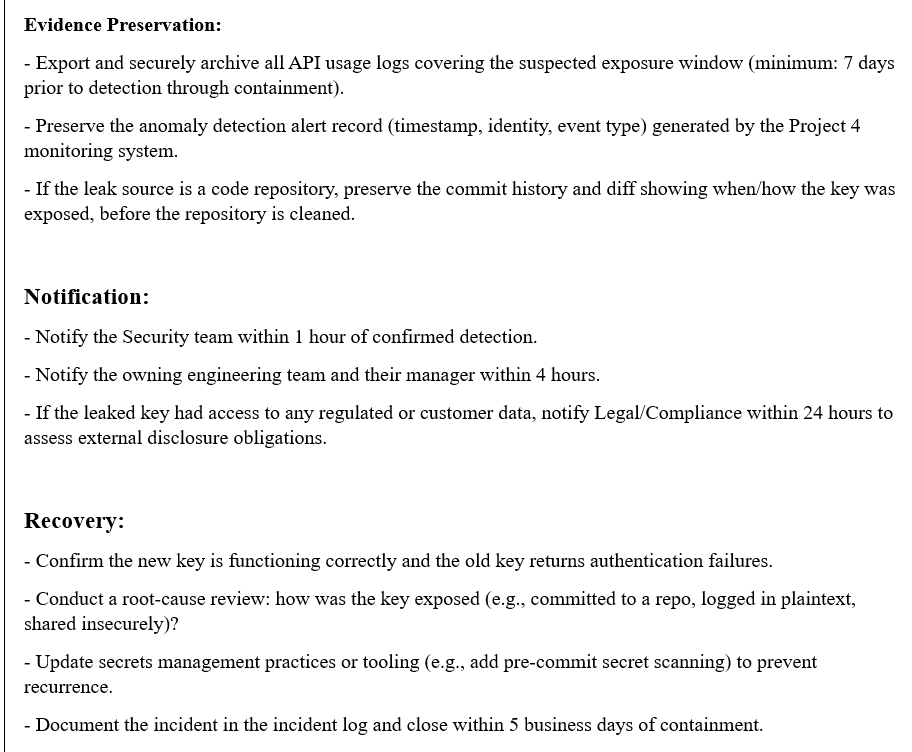 Evidence Preservation:
- Export and securely archive all API usage logs covering the suspected exposure window (minimum: 7 days
prior to detection through containment).
- Preserve the anomaly detection alert record (timestamp, identity, event type) generated by the Project 4
monitoring system.
- If the leak source is a code repository, preserve the commit history and diff showing when/how the key was
exposed, before the repository is cleaned.
Notification:
- Notify the Security team within 1 hour of confirmed detection.
- Notify the owning engineering team and their manager within 4 hours.
- If the leaked key had access to any regulated or customer data, notify Legal/Compliance within 24 hours to
assess external disclosure obligations.
Recovery:
- Confirm the new key is functioning correctly and the old key returns authentication failures.
- Conduct a root-cause review: how was the key exposed (e.g., committed to a repo, logged in plaintext,
shared insecurely)?
- Update secrets management practices or tooling (e.g., add pre-commit secret scanning) to prevent
recurrence.
- Document the incident in the incident log and close within 5 business days of containment.